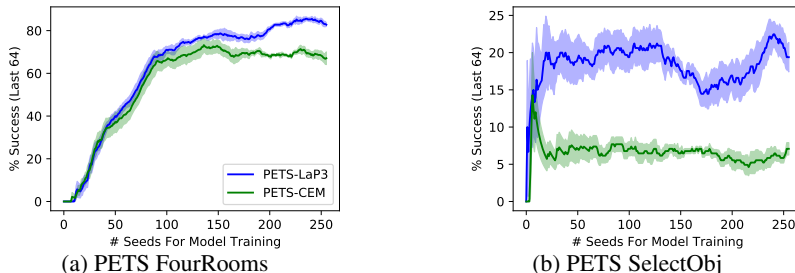 80
60
40
20
0
% Success (Last 64)
PETS-LaP3
PETS-CEM
0 50 100 150 200 250
# Seeds For Model Training
(a) PETS FourRooms
25
20
15
10
5
0
% Success (Last 64)
0 50 100 150 200 250
# Seeds For Model Training
(b) PETS SelectObj